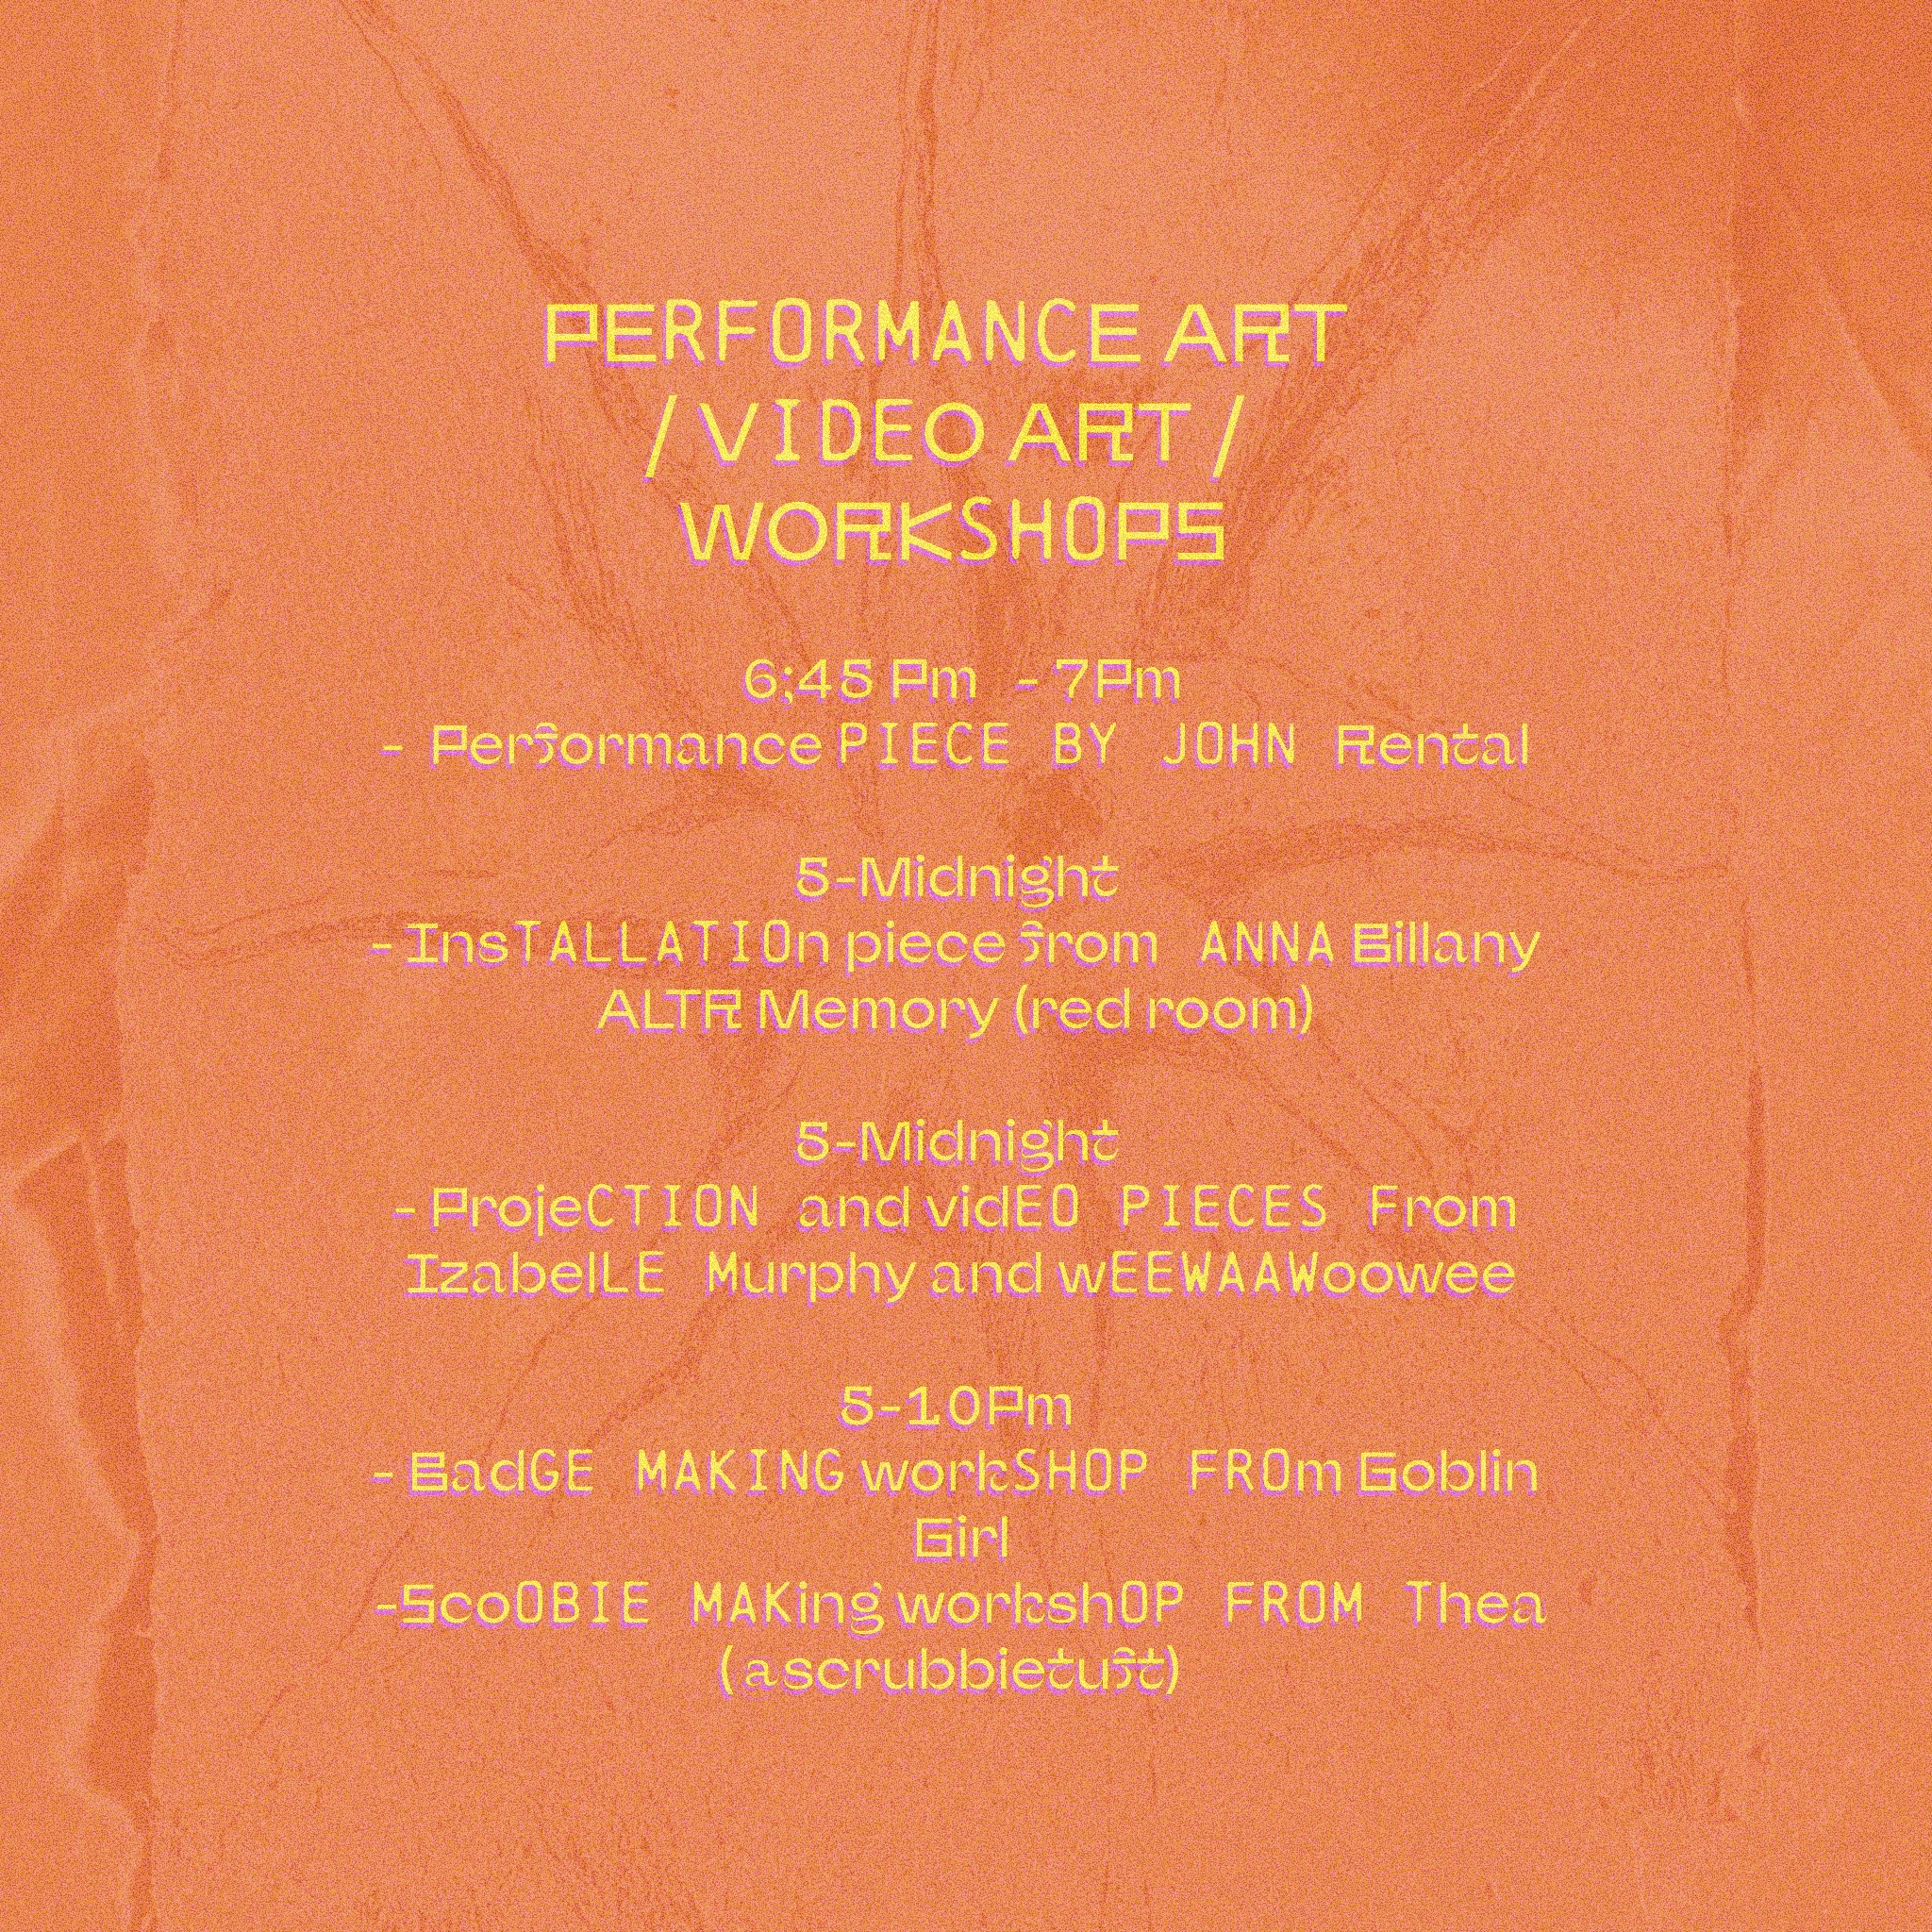 PERFORMANCE ART
/ VIDEO ART /
WORKSHOPS
6;45 Pm - 7Pm
- Performance PIECE BY JOHN Rental
5-Midnight
- InsTALLATIOn piece from ANNA Billany
ALTR Memory (red room)
5-Midnight
- ProjeCTION and vidEO PIECES From
IzabelLE Murphy and wEEWAAWoowee
5-10Pm
- BadGE MAKING workSHOP FROm Goblin
Girl
-ScoOBIE MAKing workshOP FROM Thea
(ascrubbietuft)